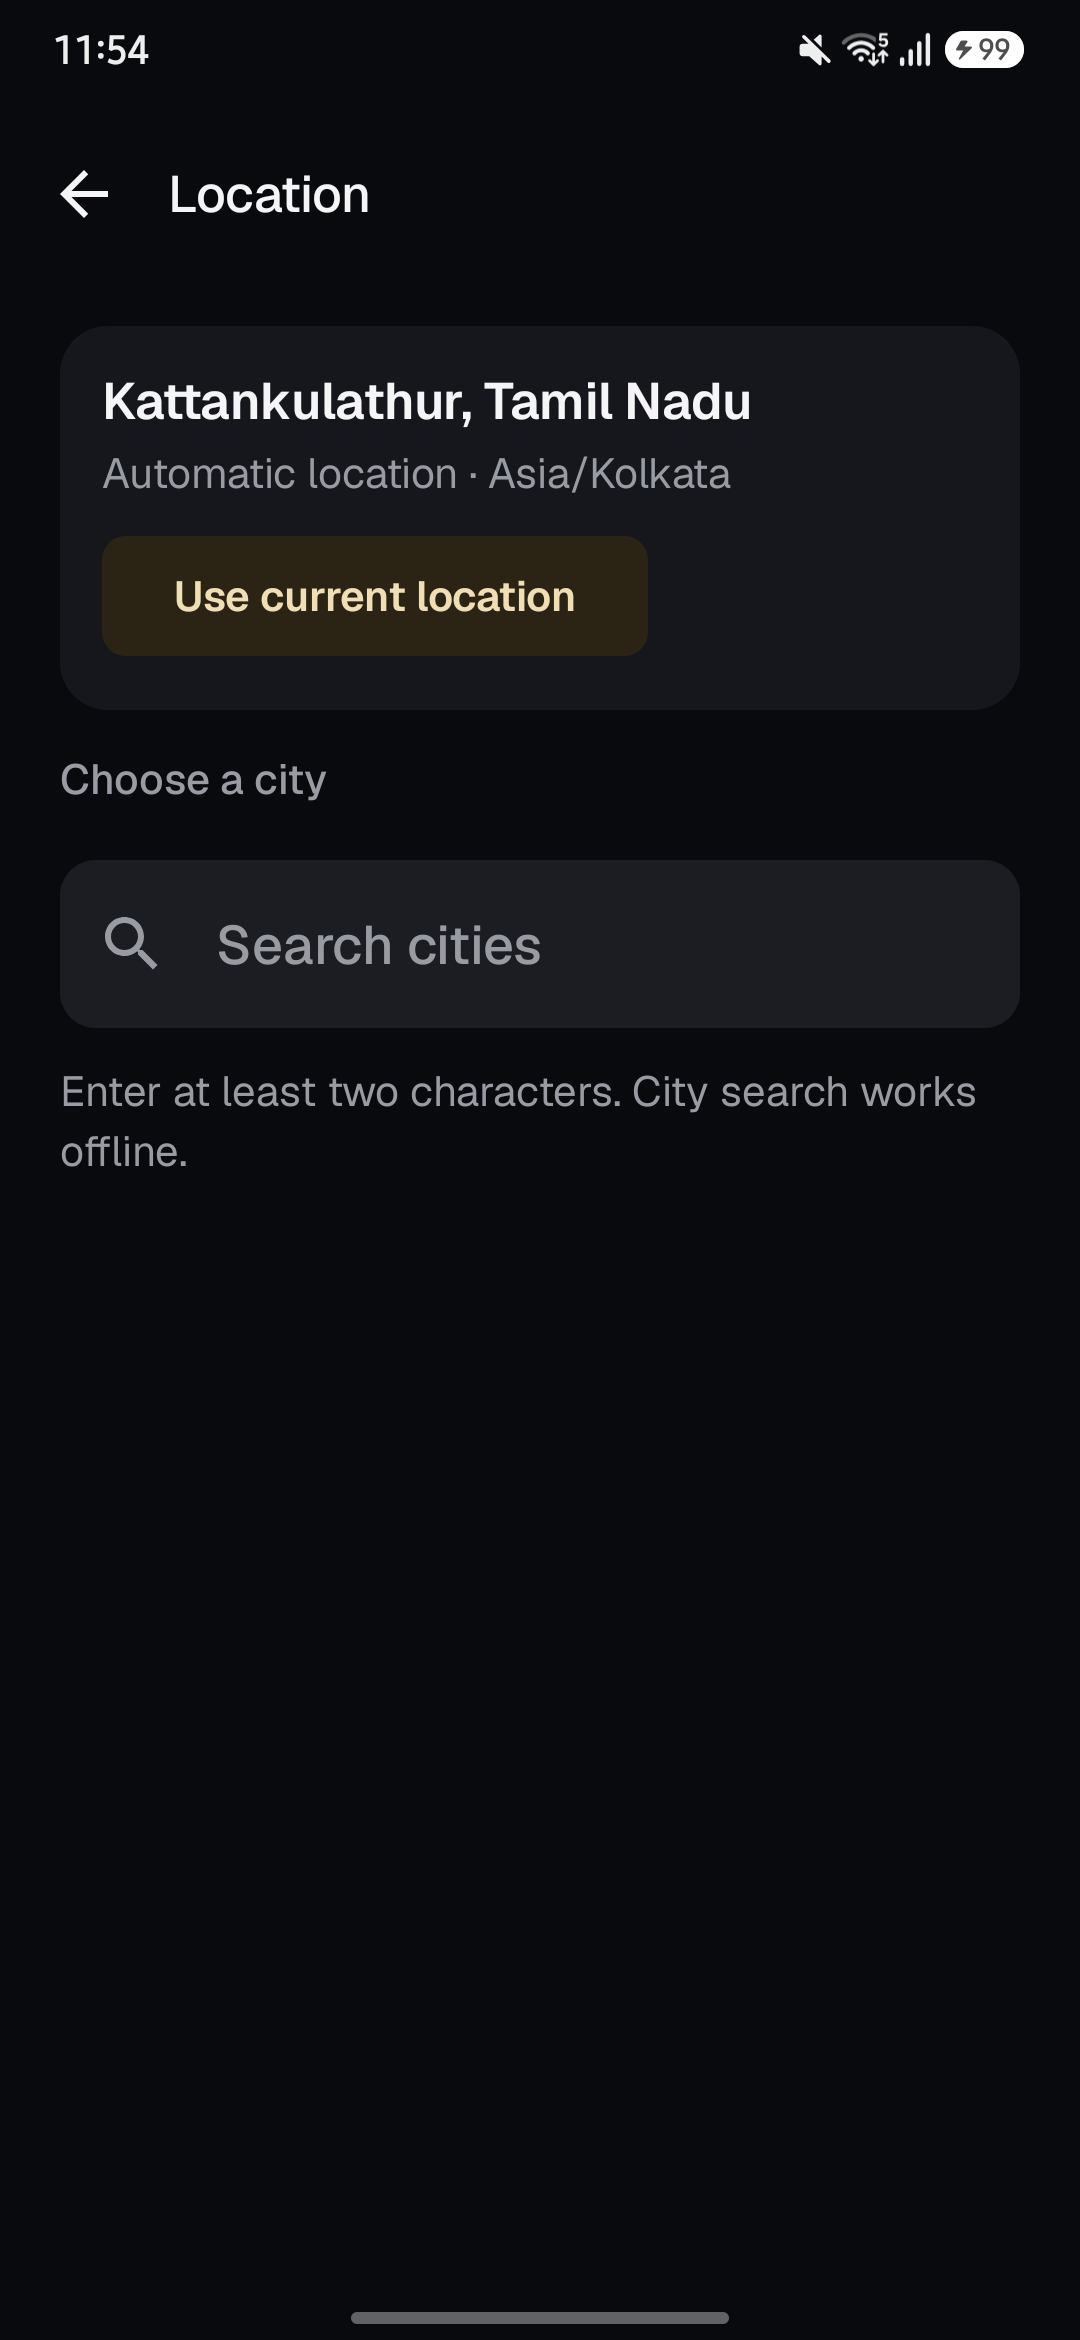 11:54
5
99
Location
Kattankulathur, Tamil Nadu
Automatic location · Asia/Kolkata
Use current location
Choose a city
Search cities
Enter at least two characters. City search works
offline.